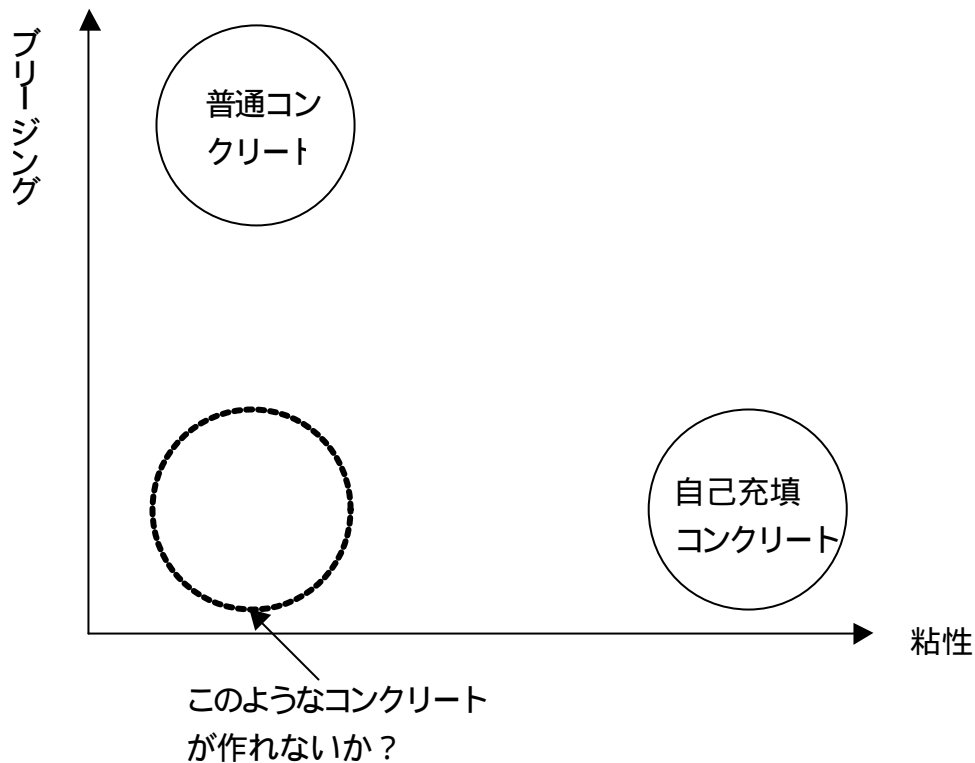 ブリージング
普通コン
クリート
自己充填
コンクリート
粘性
このようなコンクリート
が作れないか？